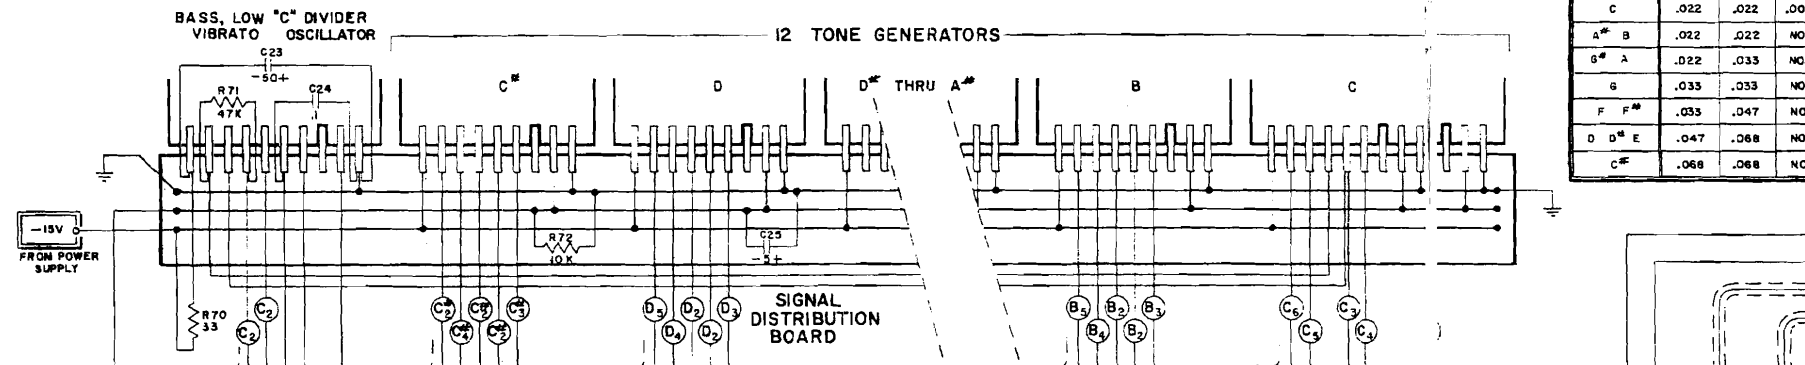 BASS, LOW "C" DIVIDER
VIBRATO OSCILLATOR
12 TONE GENERATORS
C23
-50+
R71
47K
C24
C#
D
D# THRU A#
B
C
-15V
FROM POWER
SUPPLY
R70
33
R72
10K
C25
-5+
SIGNAL
DISTRIBUTION
BOARD
C2
C2
C#4
C#2
C#2
C#3
D5
D4
D2
D2
D3
B5
B4
B2
B2
B3
C6
C5
C3
C4
C .022 .022 .00
A# B .022 .022 NO
G# A .022 .033 NO
G .033 .033 NO
F F# .033 .047 NO
D D# E .047 .068 NO
C# .068 .068 NO